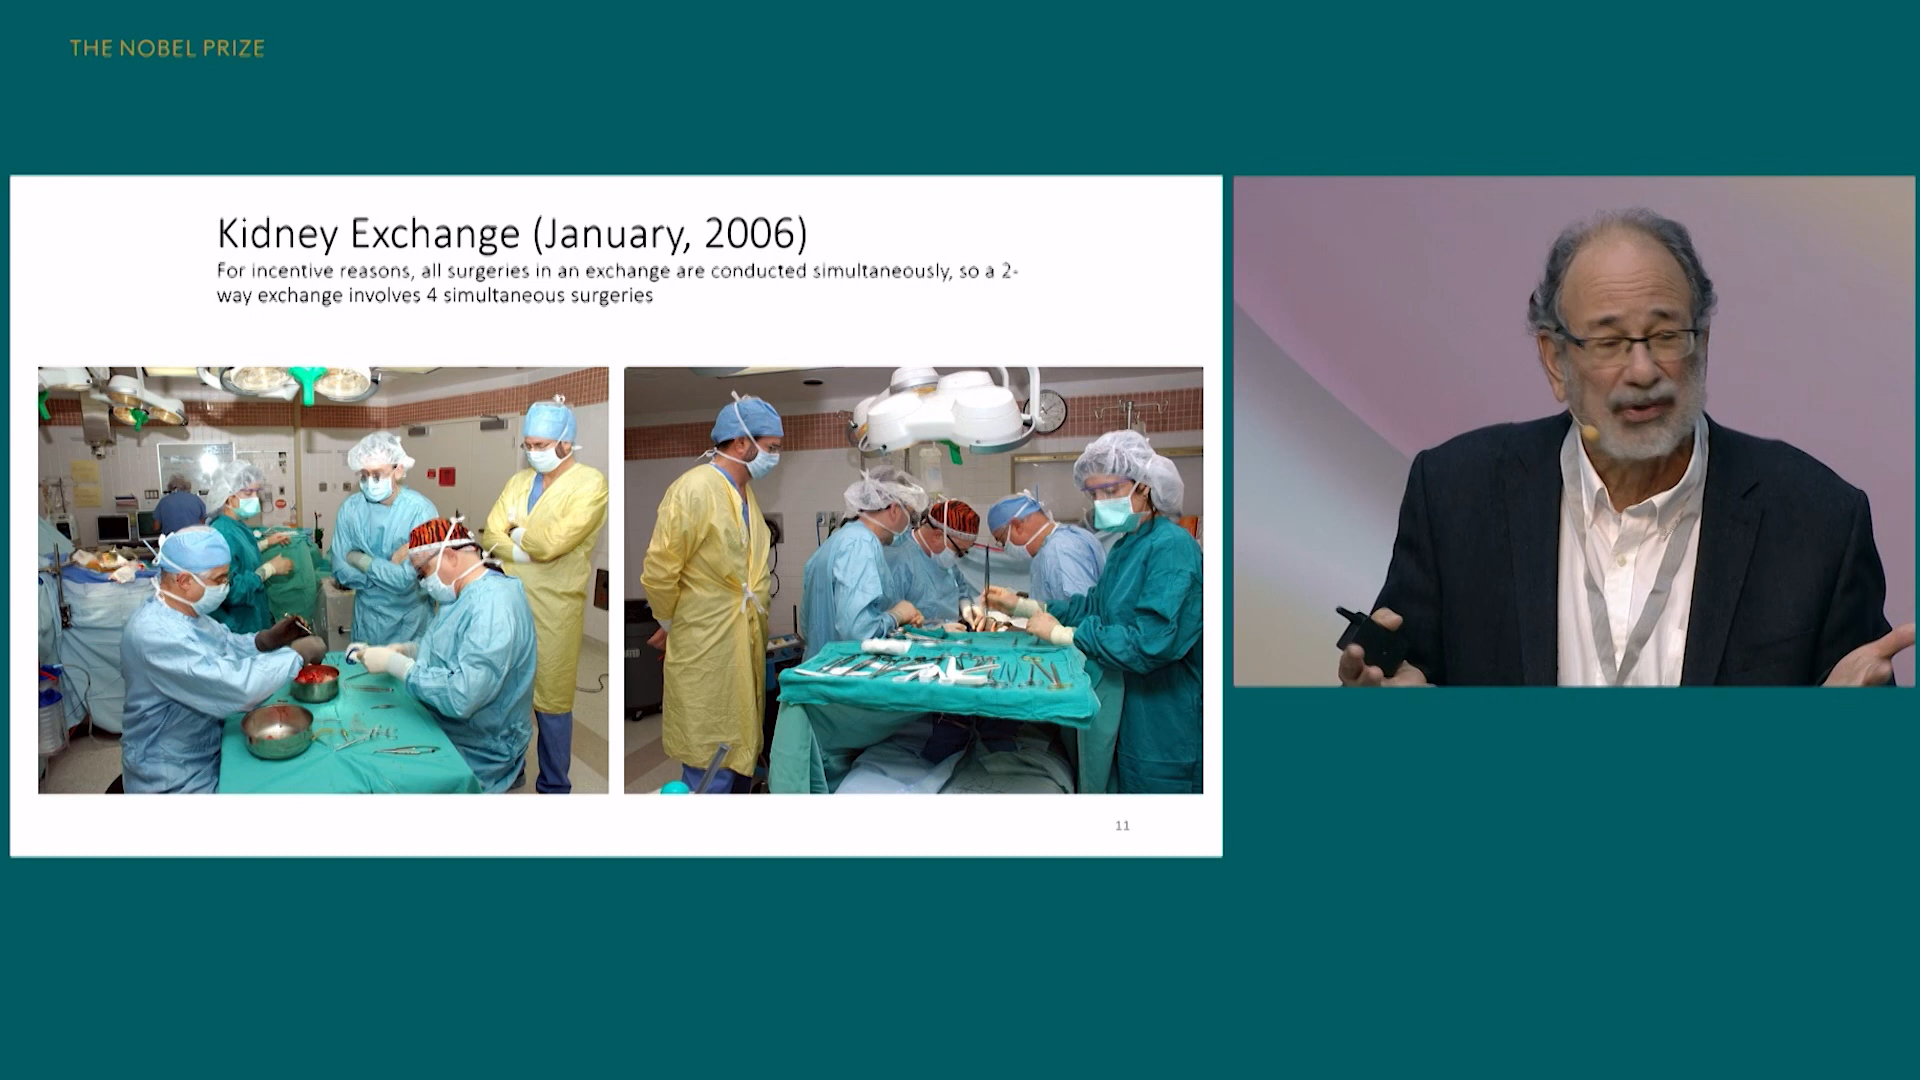 THE NOBEL PRIZE
Kidney Exchange (January, 2006)
For incentive reasons, all surgeries in an exchange are conducted simultaneously, so a 2-
way exchange involves 4 simultaneous surgeries
11